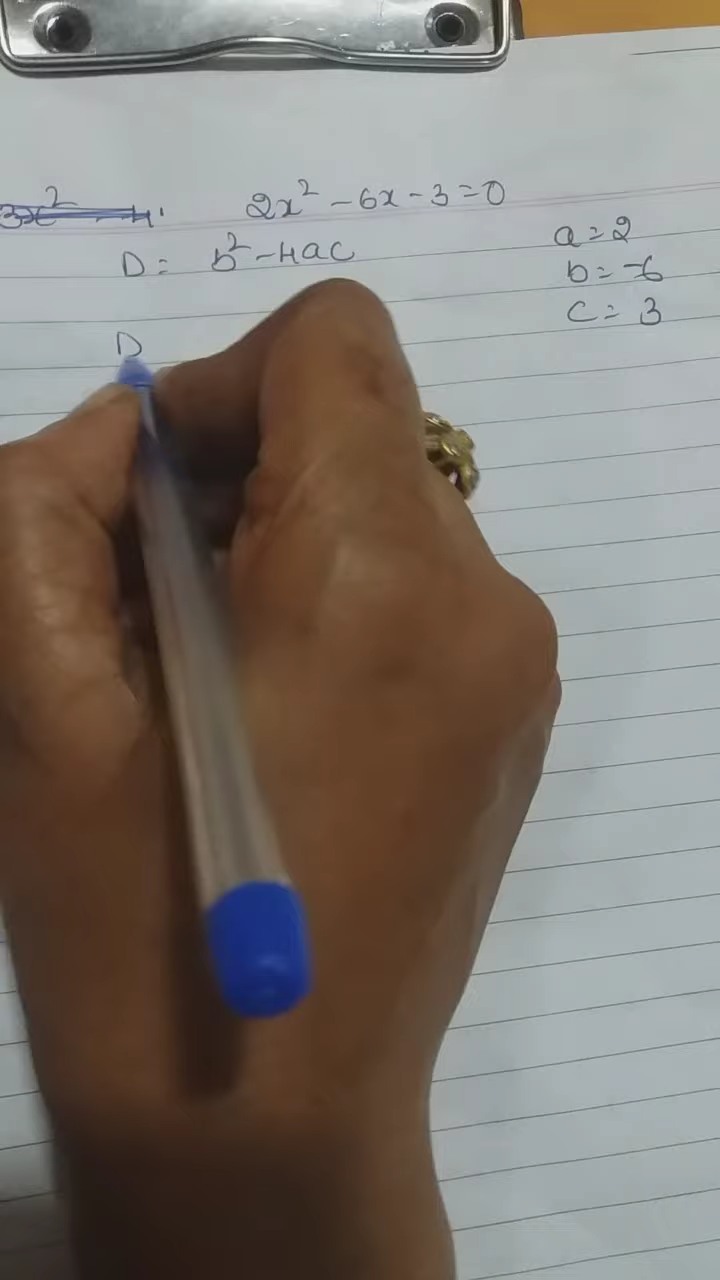 2x² - 6x - 3 = 0
D = b² - 4ac
a = 2
b = -6
c = 3
D